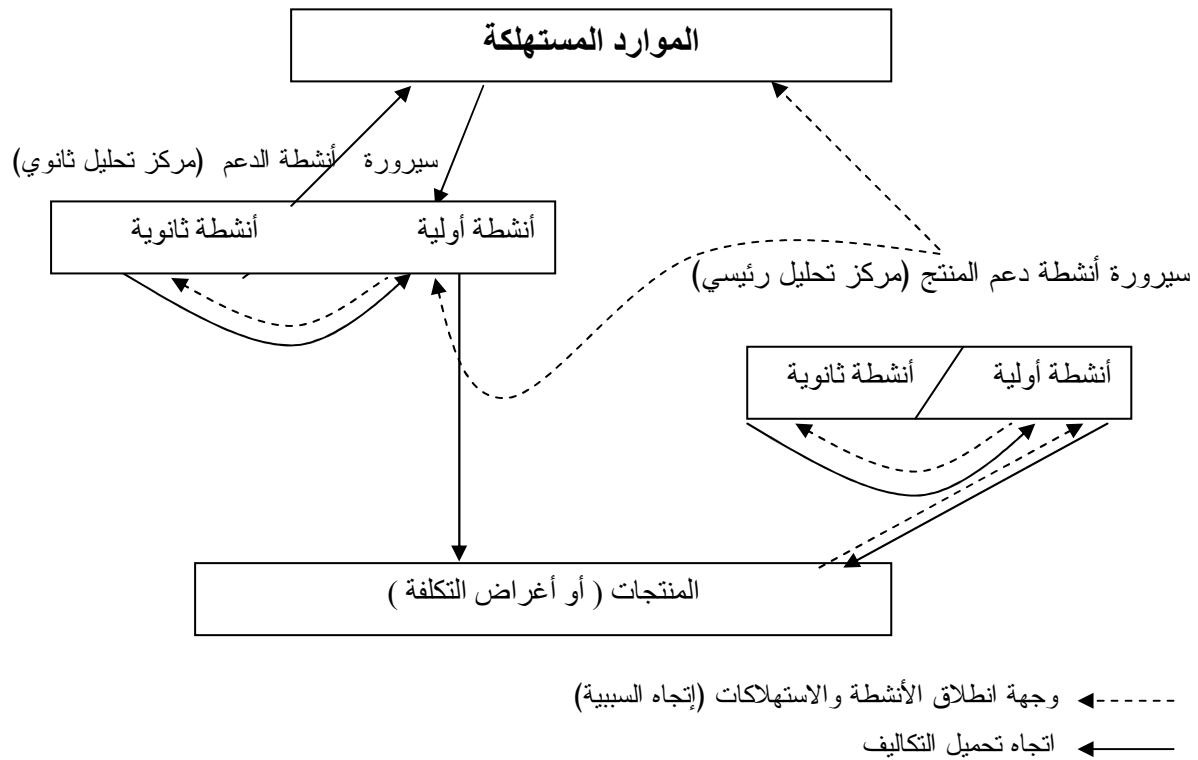 الموارد المستهلكة
سيرورة أنشطة الدعم (مركز تحليل ثانوي)
أنشطة أولية أنشطة ثانوية
سيرورة أنشطة دعم المنتج (مركز تحليل رئيسي)
أنشطة أولية أنشطة ثانوية
المنتجات ( أو أغراض التكلفة )
وجهة انطلاق الأنشطة والاستهلاكات (إتجاه السببية)
اتجاه تحميل التكاليف